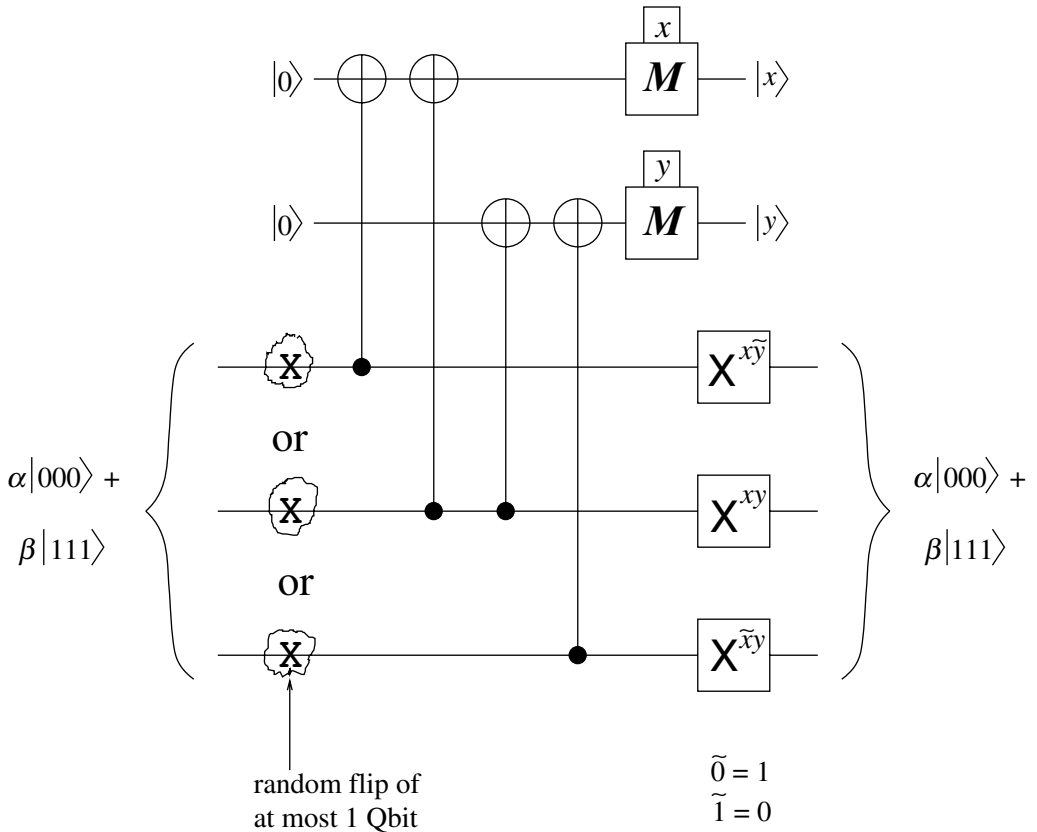 x
|0⟩ M |x⟩
y
|0⟩ M |y⟩
X X^{xỹ}
or
α|000⟩ + X X^{xy} α|000⟩ +
β|111⟩ β|111⟩
or
X X^{x̃y}
0̃ = 1
random flip of
1̃ = 0
at most 1 Qbit